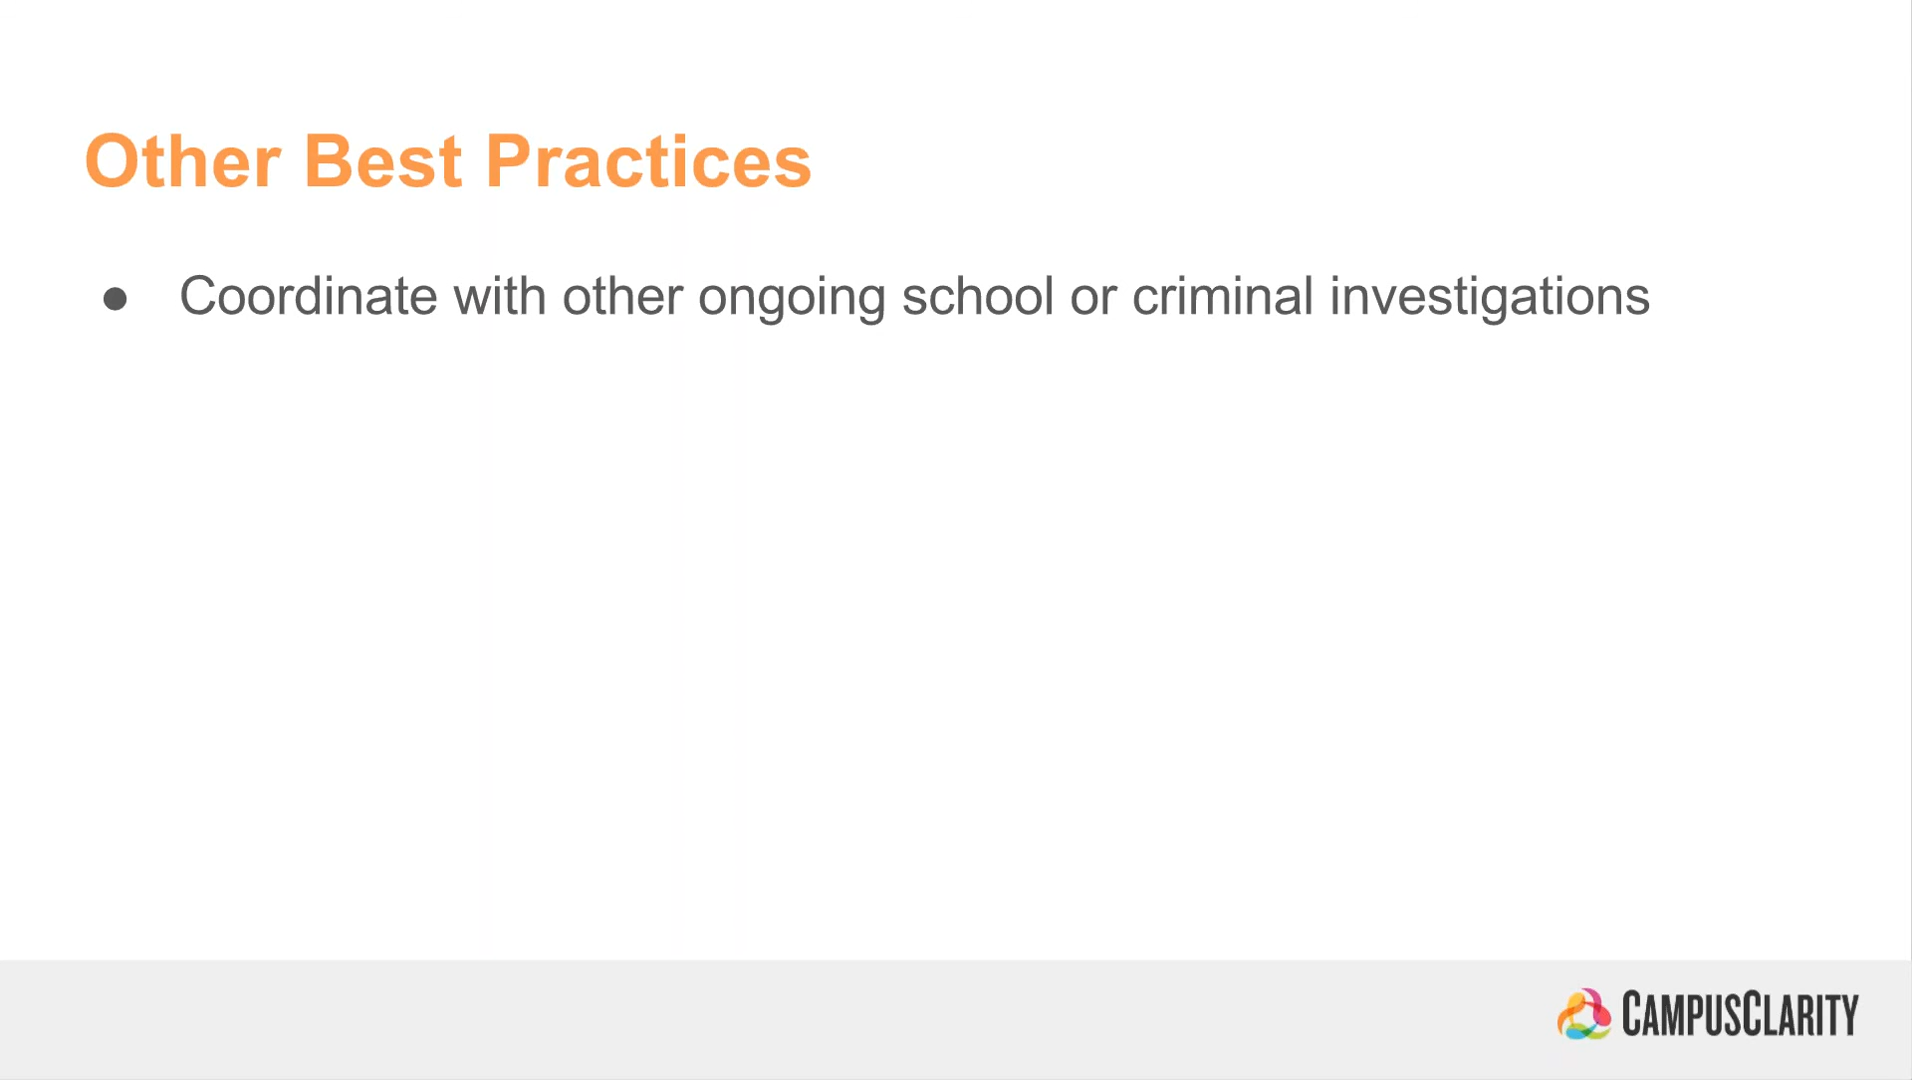 Other Best Practices
● Coordinate with other ongoing school or criminal investigations
CAMPUSCLARITY